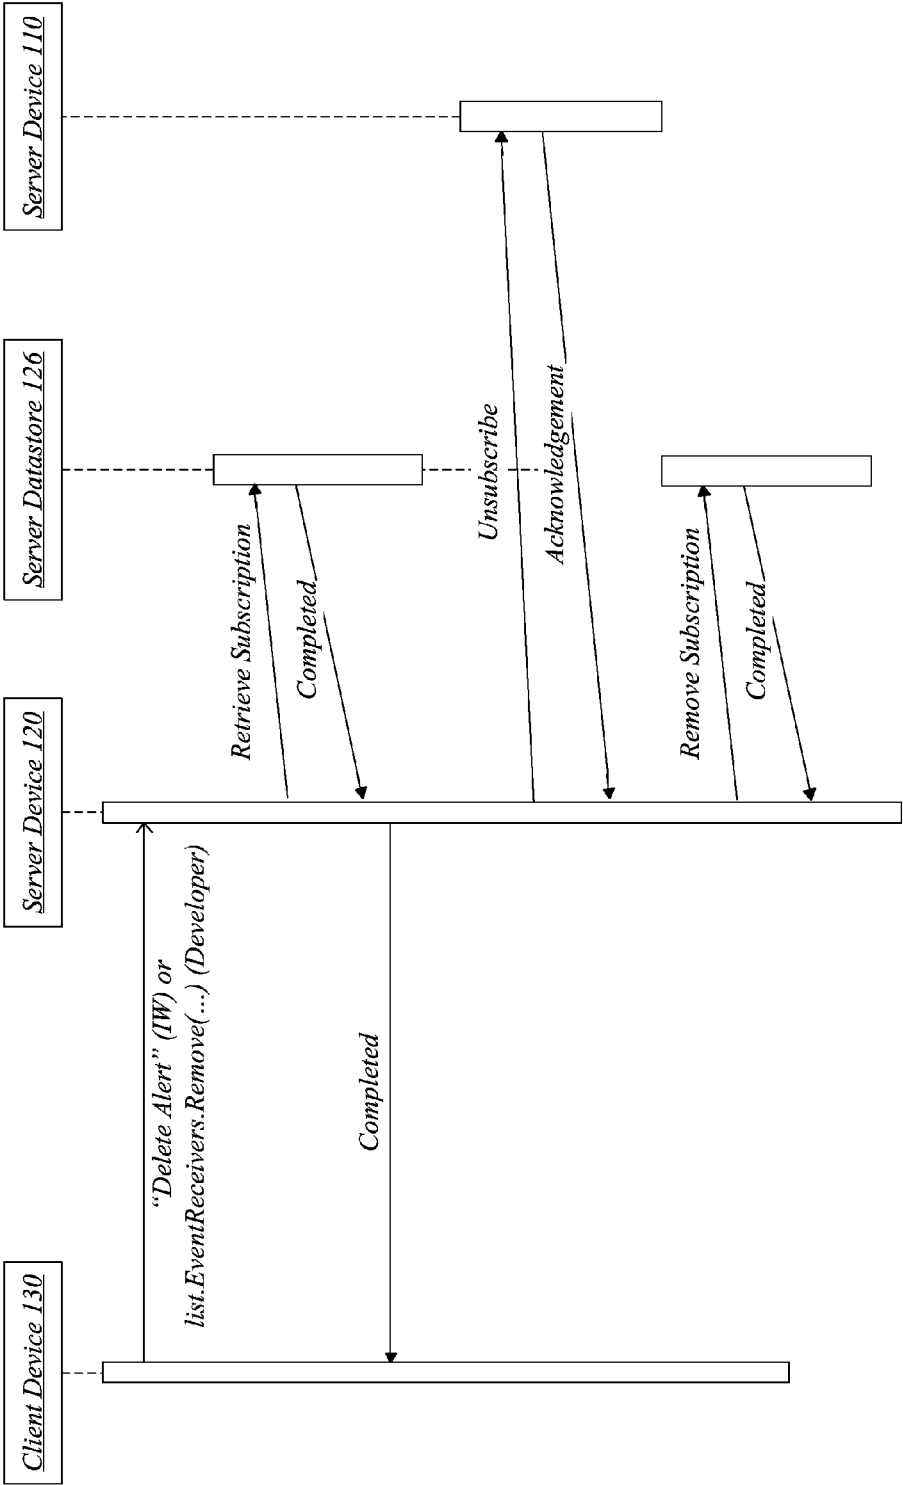 Client Device 130
Server Device 120
Server Datastore 126
Server Device 110
“Delete Alert” (IW) or
list.EventReceivers.Remove(...) (Developer)
Retrieve Subscription
Completed
Completed
Unsubscribe
Acknowledgement
Remove Subscription
Completed